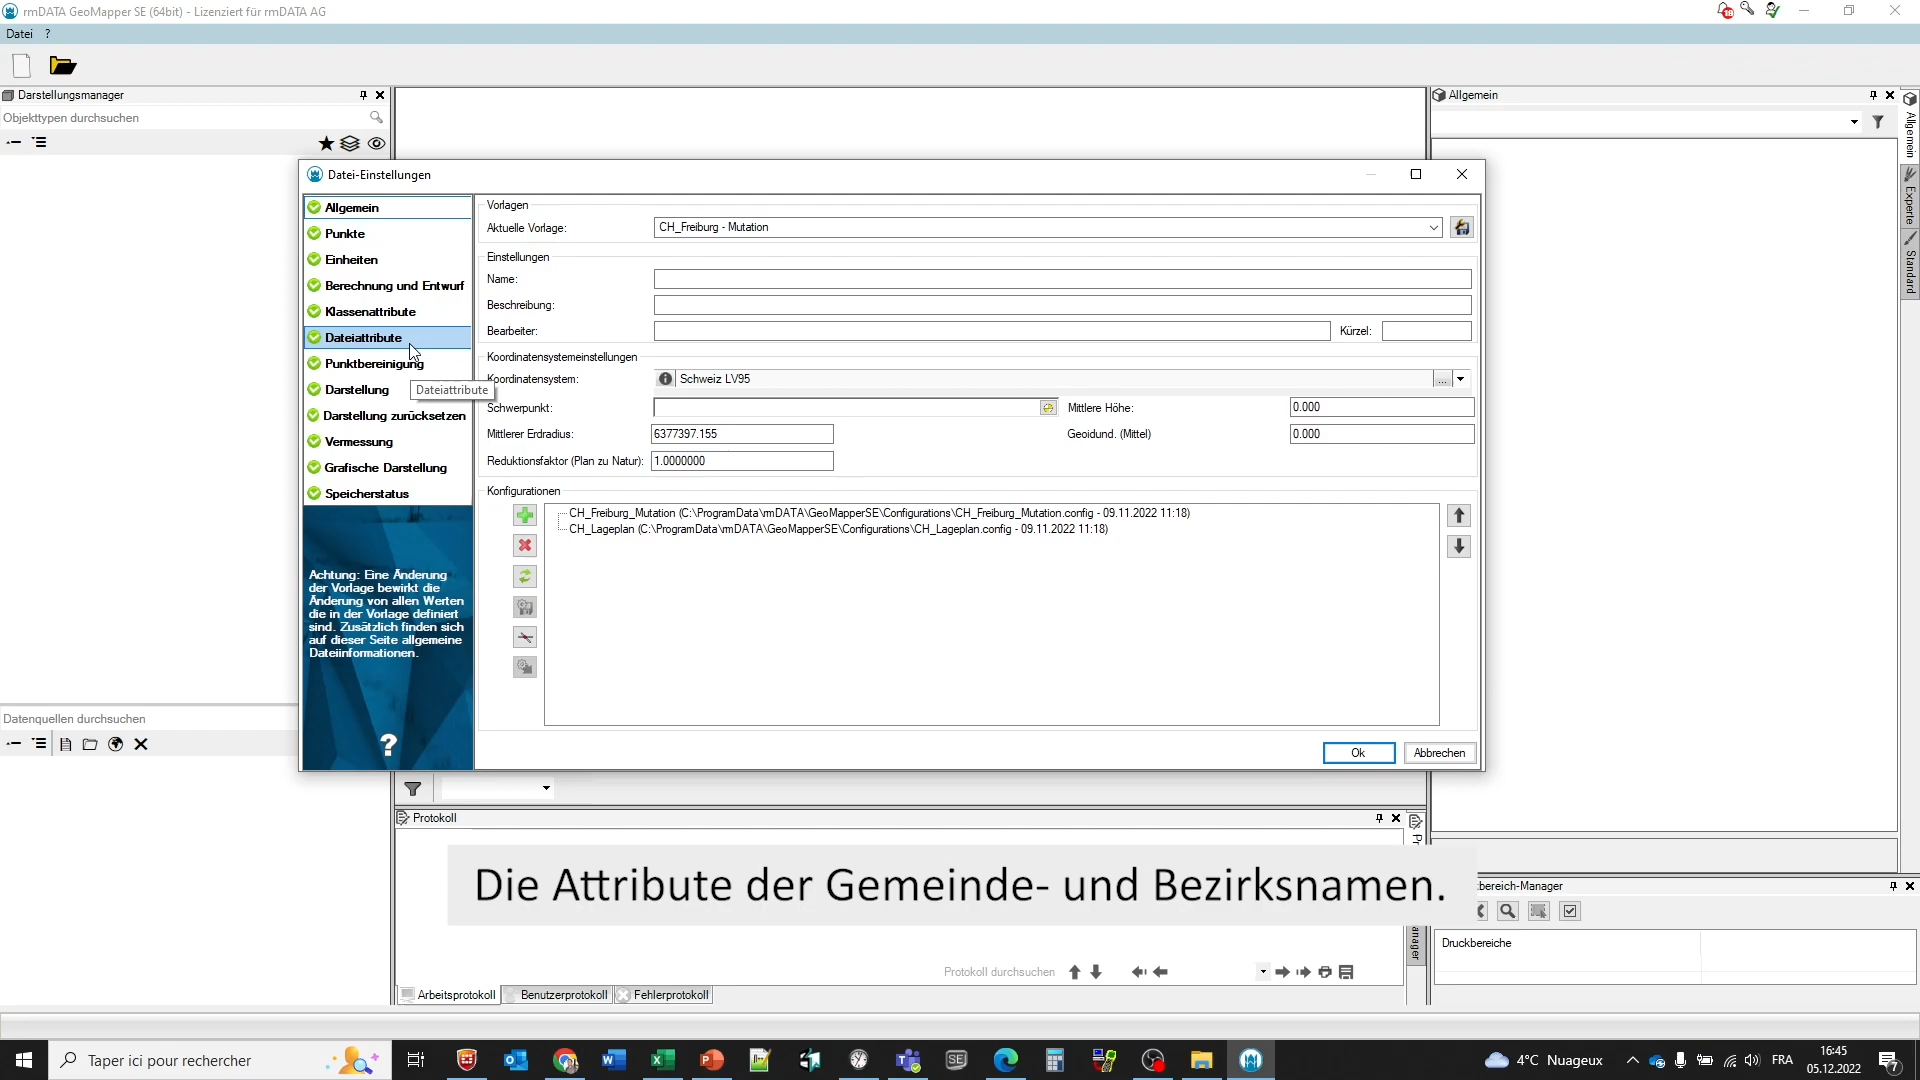 rmDATA GeoMapper SE (64bit) - Lizenziert für rmDATA AG
Datei ?
Darstellungsmanager
Objekttypen durchsuchen
Datei-Einstellungen
Allgemein
Punkte
Einheiten
Berechnung und Entwurf
Klassenattribute
Dateiattribute
Punktbereinigung
Darstellung
Darstellung zurücksetzen
Vermessung
Grafische Darstellung
Speicherstatus
Dateiattribute
Achtung: Eine Änderung
der Vorlage bewirkt die
Änderung von allen Werten
die in der Vorlage definiert
sind. Zusätzlich finden sich
auf dieser Seite allgemeine
Dateiinformationen.
?
Vorlagen
Aktuelle Vorlage: CH_Freiburg - Mutation
Einstellungen
Name:
Beschreibung:
Bearbeiter: Kürzel:
Koordinatensystemeinstellungen
Koordinatensystem: Schweiz LV95 ...
Schwerpunkt: Mittlere Höhe: 0.000
Mittlerer Erdradius: 6377397.155 Geoidund. (Mittel) 0.000
Reduktionsfaktor (Plan zu Natur): 1.0000000
Konfigurationen
CH_Freiburg_Mutation (C:\ProgramData\rmDATA\GeoMapperSE\Configurations\CH_Freiburg_Mutation.config - 09.11.2022 11:18)
CH_Lageplan (C:\ProgramData\rmDATA\GeoMapperSE\Configurations\CH_Lageplan.config - 09.11.2022 11:18)
Ok Abbrechen
Allgemein
Allgemein
Experte
Standard
Datenquellen durchsuchen
Protokoll
Die Attribute der Gemeinde- und Bezirksnamen.
Protokoll durchsuchen
Arbeitsprotokoll Benutzerprotokoll Fehlerprotokoll
bereich-Manager
Druckbereiche
Taper ici pour rechercher
SE
4°C Nuageux
FRA
16:45
05.12.2022
7